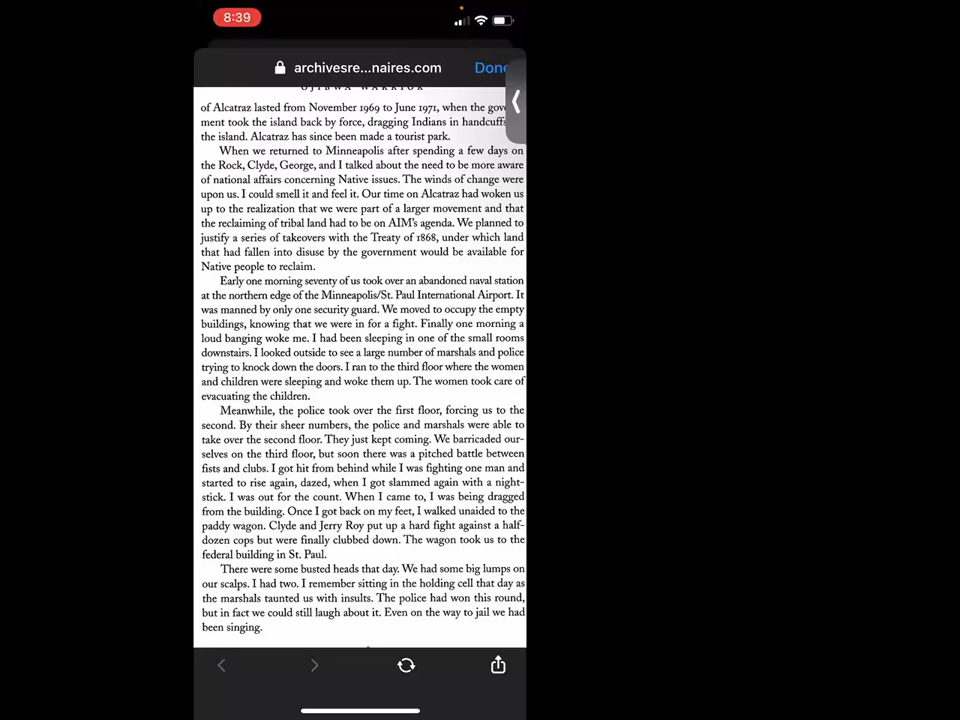 8:39
archivesre...naires.com
Done
OJIBWA WARRIOR
of Alcatraz lasted from November 1969 to June 1971, when the gov
ment took the island back by force, dragging Indians in handcuffs
the island. Alcatraz has since been made a tourist park.
When we returned to Minneapolis after spending a few days on
the Rock, Clyde, George, and I talked about the need to be more aware
of national affairs concerning Native issues. The winds of change were
upon us. I could smell it and feel it. Our time on Alcatraz had woken us
up to the realization that we were part of a larger movement and that
the reclaiming of tribal land had to be on AIM's agenda. We planned to
justify a series of takeovers with the Treaty of 1868, under which land
that had fallen into disuse by the government would be available for
Native people to reclaim.
Early one morning seventy of us took over an abandoned naval station
at the northern edge of the Minneapolis/St. Paul International Airport. It
was manned by only one security guard. We moved to occupy the empty
buildings, knowing that we were in for a fight. Finally one morning a
loud banging woke me. I had been sleeping in one of the small rooms
downstairs. I looked outside to see a large number of marshals and police
trying to knock down the doors. I ran to the third floor where the women
and children were sleeping and woke them up. The women took care of
evacuating the children.
Meanwhile, the police took over the first floor, forcing us to the
second. By their sheer numbers, the police and marshals were able to
take over the second floor. They just kept coming. We barricaded our-
selves on the third floor, but soon there was a pitched battle between
fists and clubs. I got hit from behind while I was fighting one man and
started to rise again, dazed, when I got slammed again with a night-
stick. I was out for the count. When I came to, I was being dragged
from the building. Once I got back on my feet, I walked unaided to the
paddy wagon. Clyde and Jerry Roy put up a hard fight against a half-
dozen cops but were finally clubbed down. The wagon took us to the
federal building in St. Paul.
There were some busted heads that day. We had some big lumps on
our scalps. I had two. I remember sitting in the holding cell that day as
the marshals taunted us with insults. The police had won this round,
but in fact we could still laugh about it. Even on the way to jail we had
been singing.